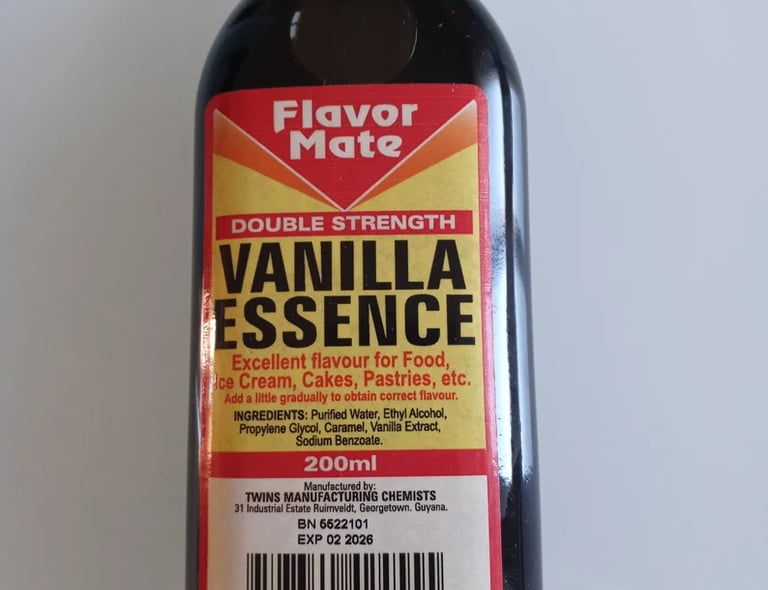 Flavor
Mate
DOUBLE STRENGTH
VANILLA
ESSENCE
Excellent flavour for Food,
Ice Cream, Cakes, Pastries, etc.
Add a little gradually to obtain correct flavour.
INGREDIENTS: Purified Water, Ethyl Alcohol,
Propylene Glycol, Caramel, Vanilla Extract,
Sodium Benzoate.
200ml
Manufactured by:
TWINS MANUFACTURING CHEMISTS
31 Industrial Estate Ruimveldt, Georgetown. Guyana.
BN 6622101
EXP 02 2026